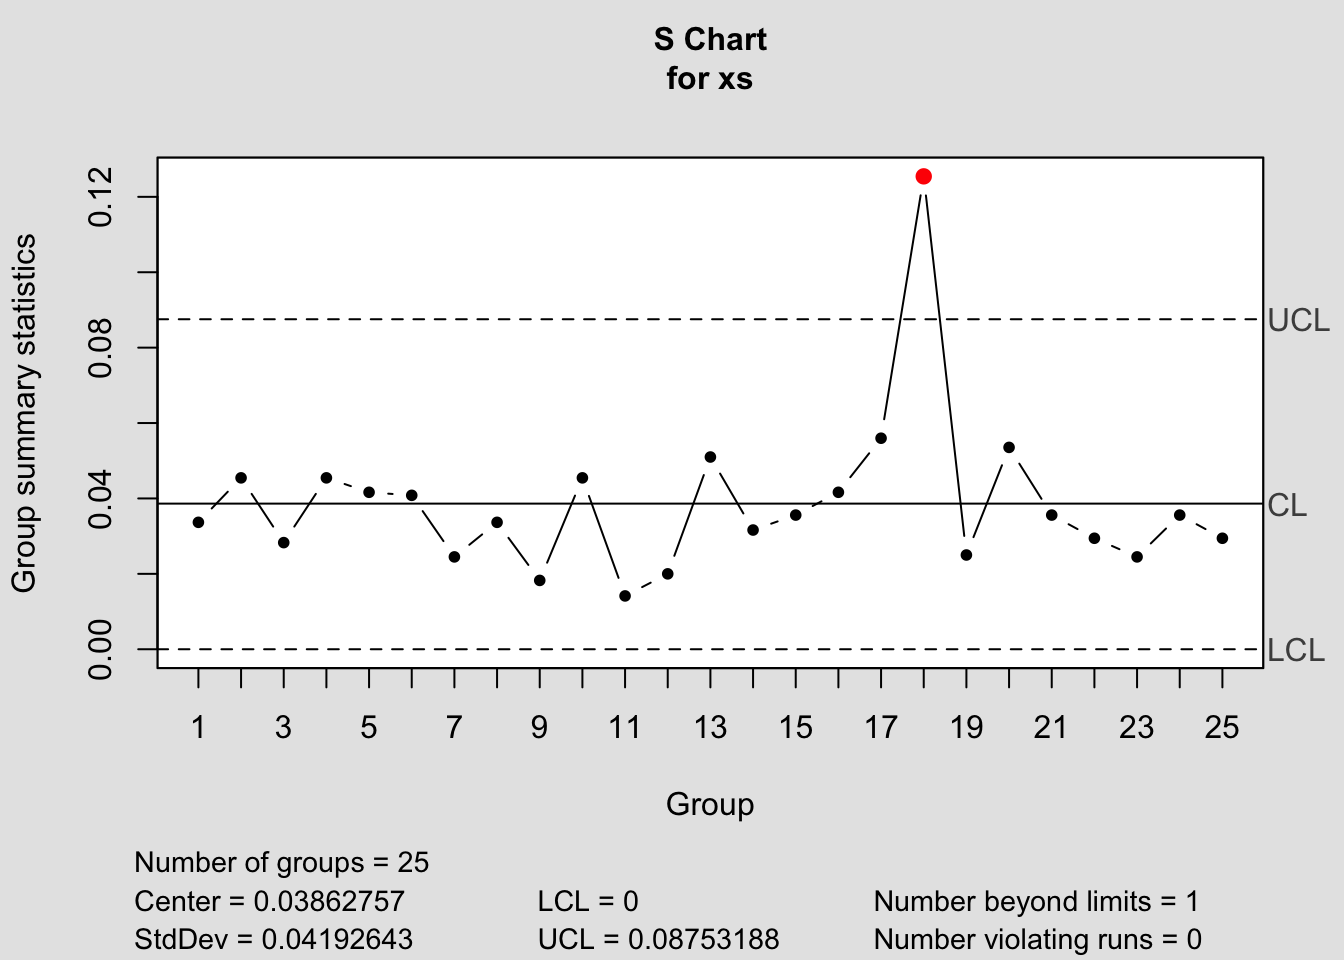 S Chart
for xs
Group summary statistics
0.12
0.08
0.04
0.00
UCL
CL
LCL
1 3 5 7 9 11 13 15 17 19 21 23 25
Group
Number of groups = 25
Center = 0.03862757 LCL = 0 Number beyond limits = 1
StdDev = 0.04192643 UCL = 0.08753188 Number violating runs = 0